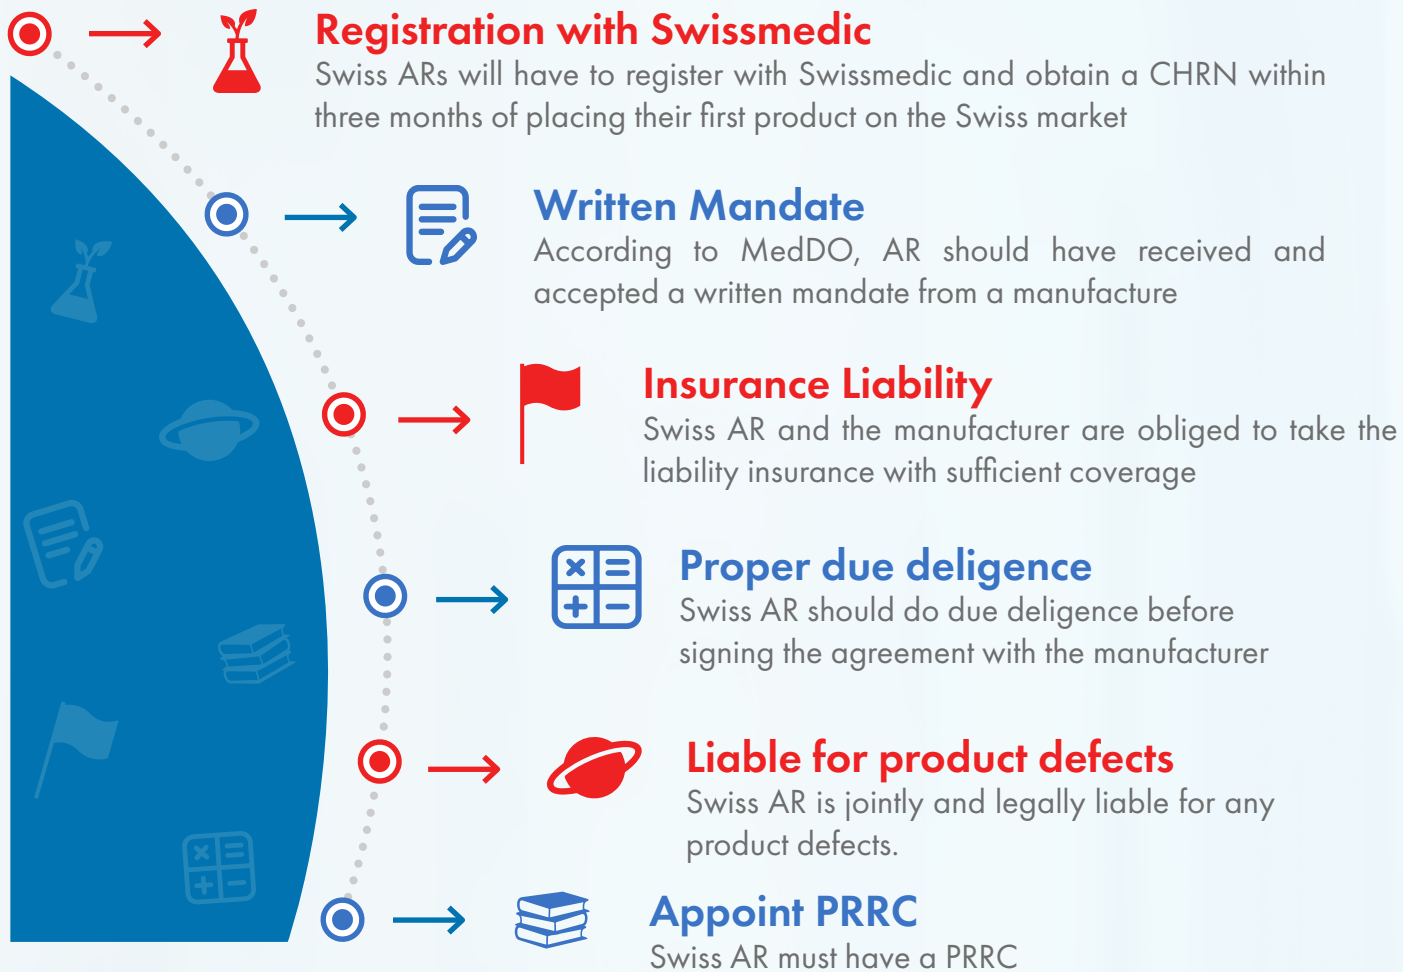 Registration with Swissmedic
Swiss ARs will have to register with Swissmedic and obtain a CHRN within
three months of placing their first product on the Swiss market
Written Mandate
According to MedDO, AR should have received and
accepted a written mandate from a manufacture
Insurance Liability
Swiss AR and the manufacturer are obliged to take the
liability insurance with sufficient coverage
Proper due deligence
Swiss AR should do due deligence before
signing the agreement with the manufacturer
Liable for product defects
Swiss AR is jointly and legally liable for any
product defects.
Appoint PRRC
Swiss AR must have a PRRC